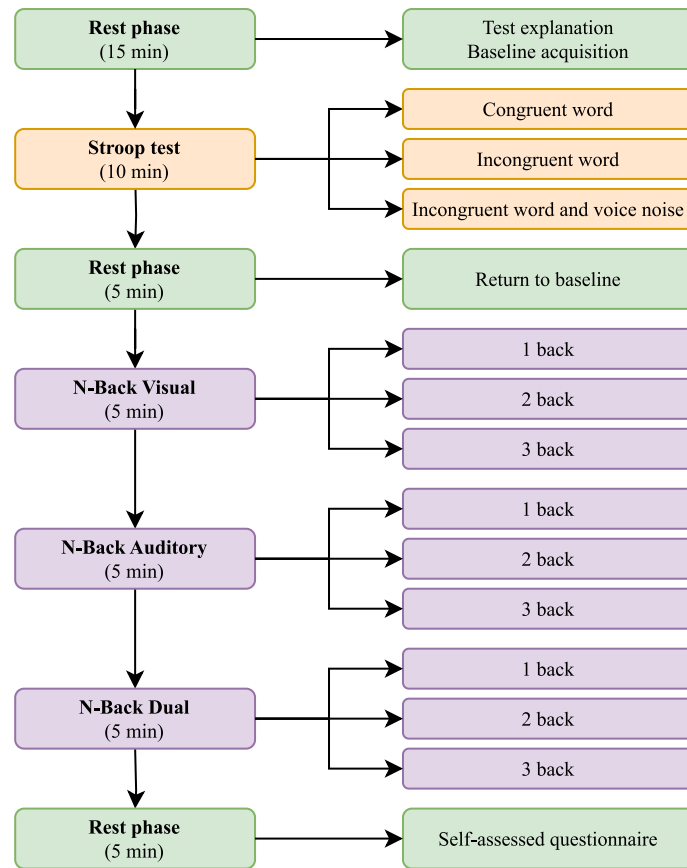 Rest phase
(15 min)
Test explanation
Baseline acquisition
Stroop test
(10 min)
Congruent word
Incongruent word
Incongruent word and voice noise
Rest phase
(5 min)
Return to baseline
N-Back Visual
(5 min)
1 back
2 back
3 back
N-Back Auditory
(5 min)
1 back
2 back
3 back
N-Back Dual
(5 min)
1 back
2 back
3 back
Rest phase
(5 min)
Self-assessed questionnaire